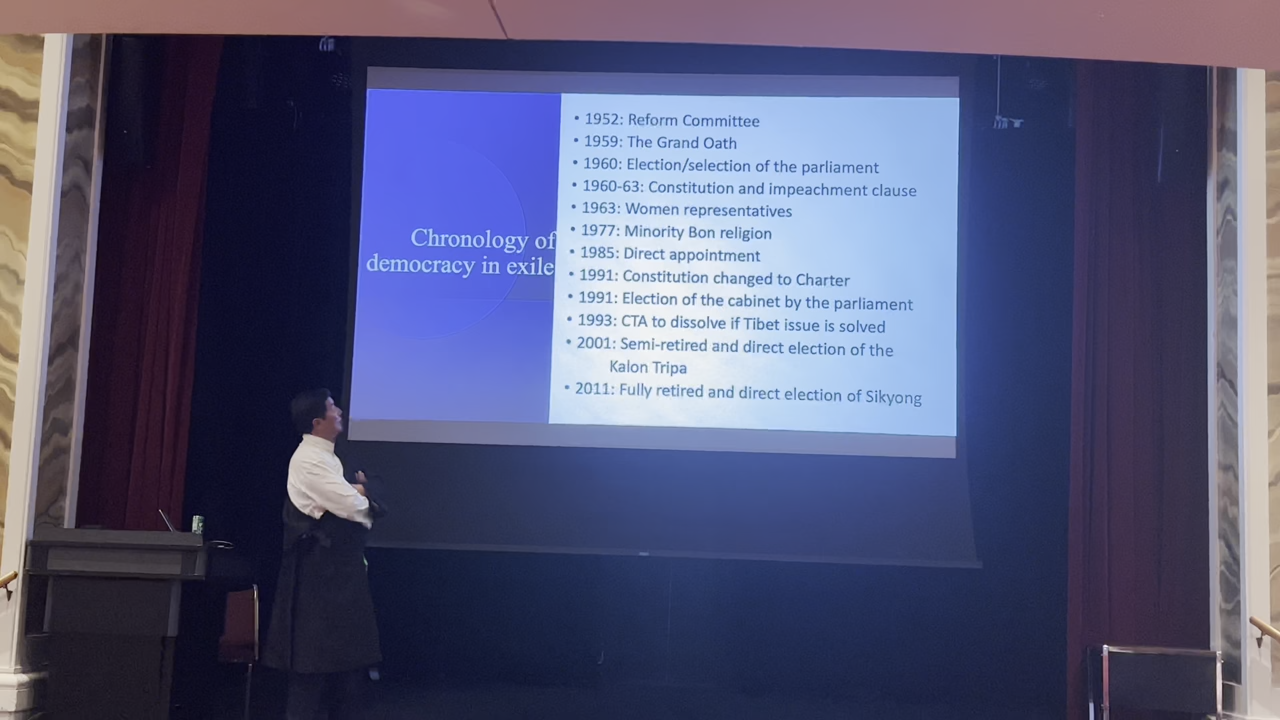 Chronology of
democracy in exile
• 1952: Reform Committee
• 1959: The Grand Oath
• 1960: Election/selection of the parliament
• 1960-63: Constitution and impeachment clause
• 1963: Women representatives
• 1977: Minority Bon religion
• 1985: Direct appointment
• 1991: Constitution changed to Charter
• 1991: Election of the cabinet by the parliament
• 1993: CTA to dissolve if Tibet issue is solved
• 2001: Semi-retired and direct election of the
Kalon Tripa
• 2011: Fully retired and direct election of Sikyong